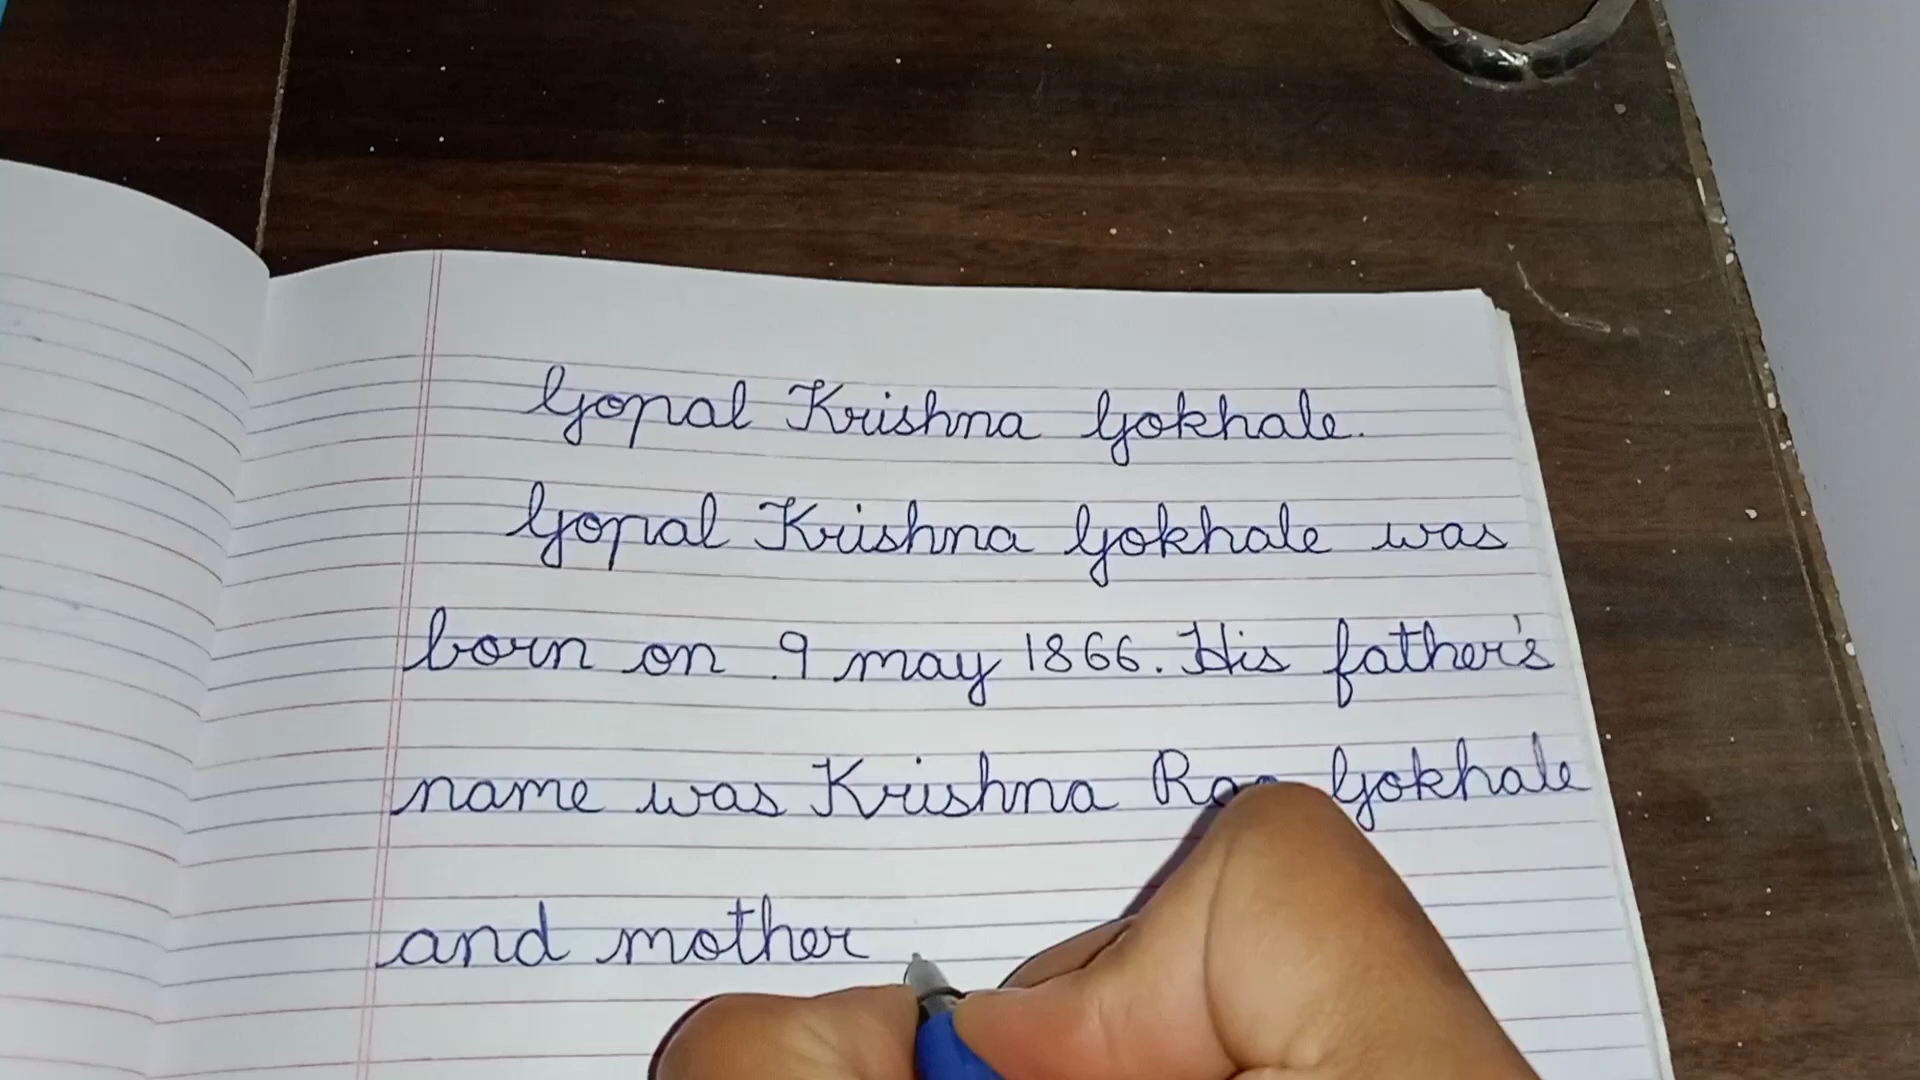 Gopal Krishna Gokhale.
Gopal Krishna Gokhale was
born on 9 may 1866. His father's
name was Krishna Rao Gokhale
and mother